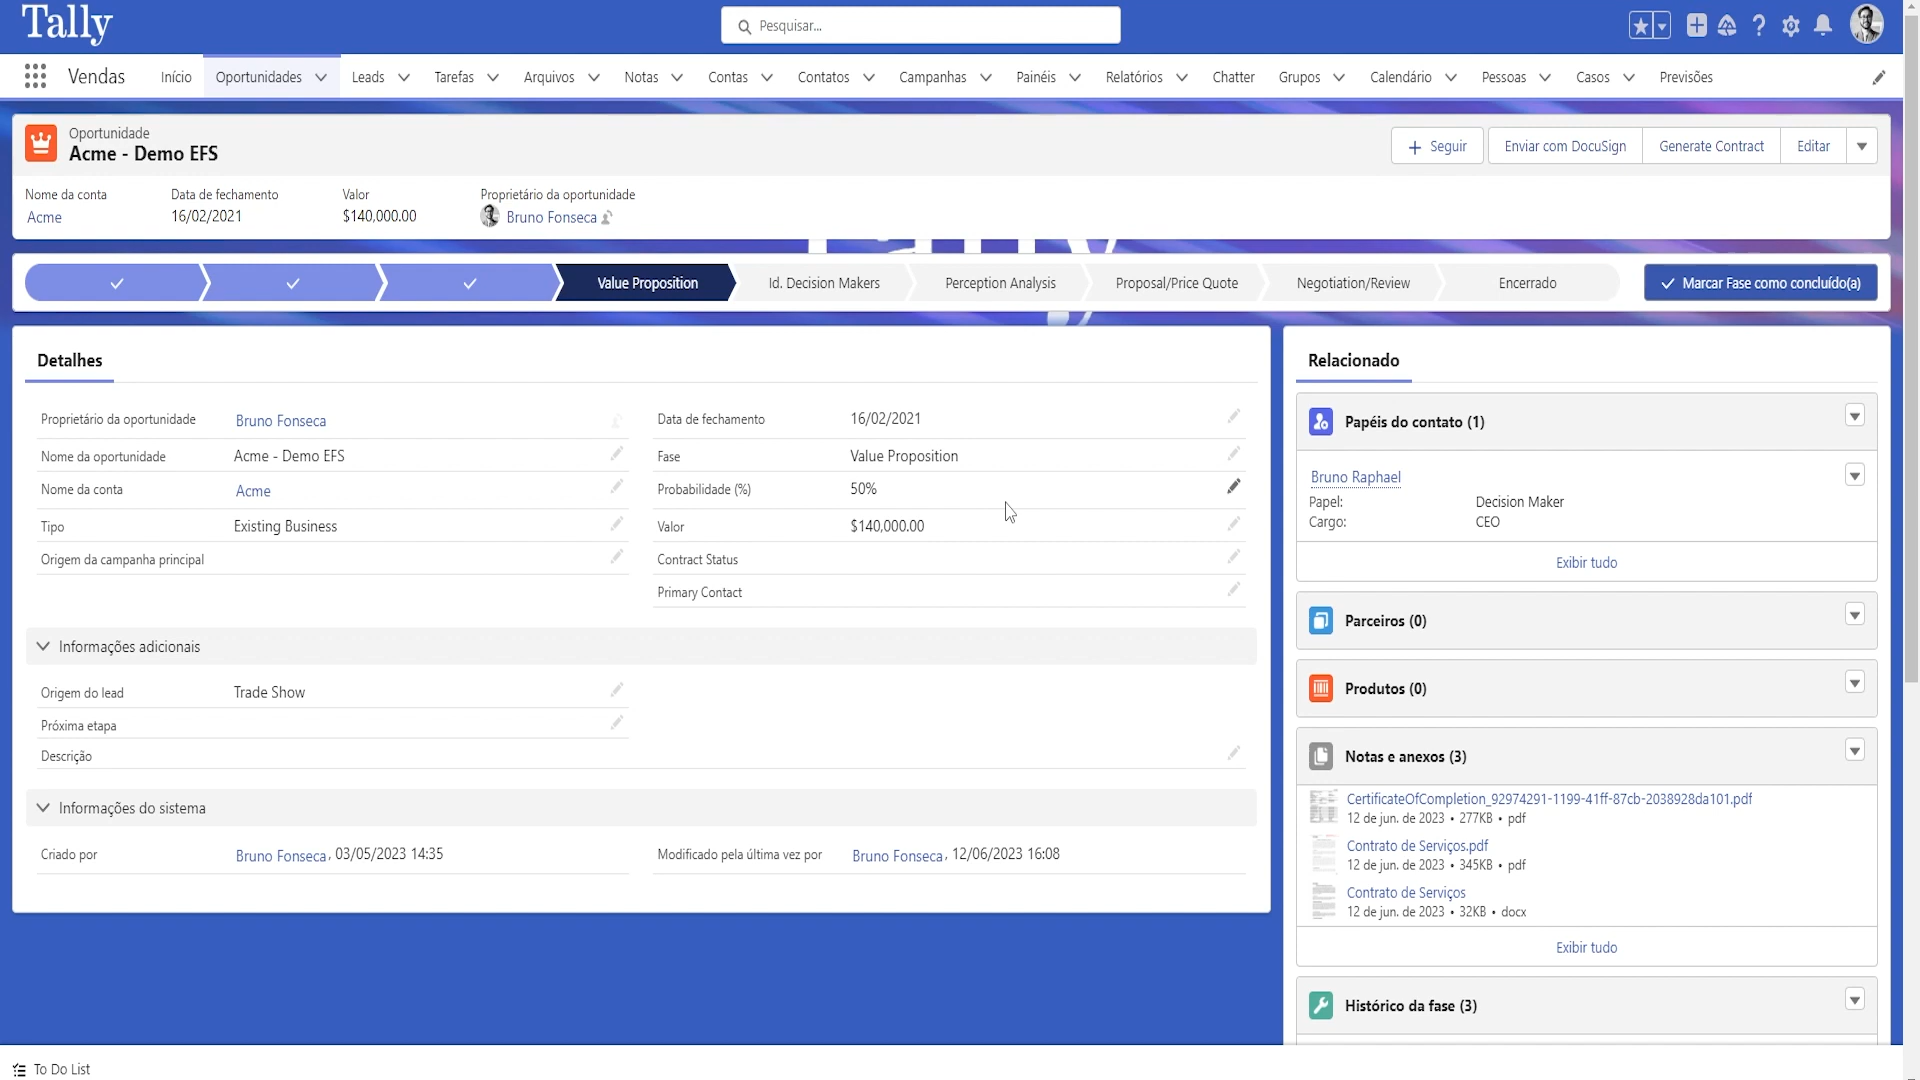 Tally
Pesquisar...
Vendas
Início
Oportunidades
Leads
Tarefas
Arquivos
Notas
Contas
Contatos
Campanhas
Painéis
Relatórios
Chatter
Grupos
Calendário
Pessoas
Casos
Previsões
Oportunidade
Acme - Demo EFS
Seguir
Enviar com DocuSign
Generate Contract
Editar
Nome da conta
Data de fechamento
Valor
Proprietário da oportunidade
Acme
16/02/2021
$140,000.00
Bruno Fonseca
Value Proposition
Id. Decision Makers
Perception Analysis
Proposal/Price Quote
Negotiation/Review
Encerrado
Marcar Fase como concluído(a)
Detalhes
Proprietário da oportunidade
Bruno Fonseca
Data de fechamento
16/02/2021
Nome da oportunidade
Acme - Demo EFS
Fase
Value Proposition
Nome da conta
Acme
Probabilidade (%)
50%
Tipo
Existing Business
Valor
$140,000.00
Origem da campanha principal
Contract Status
Primary Contact
Informações adicionais
Origem do lead
Trade Show
Próxima etapa
Descrição
Informações do sistema
Criado por
Bruno Fonseca, 03/05/2023 14:35
Modificado pela última vez por
Bruno Fonseca, 12/06/2023 16:08
Relacionado
Papéis do contato (1)
Bruno Raphael
Papel:
Decision Maker
Cargo:
CEO
Exibir tudo
Parceiros (0)
Produtos (0)
Notas e anexos (3)
CertificateOfCompletion_92974291-1199-41ff-87cb-2038928da101.pdf
12 de jun. de 2023 • 277KB • pdf
Contrato de Serviços.pdf
12 de jun. de 2023 • 345KB • pdf
Contrato de Serviços
12 de jun. de 2023 • 32KB • docx
Exibir tudo
Histórico da fase (3)
To Do List